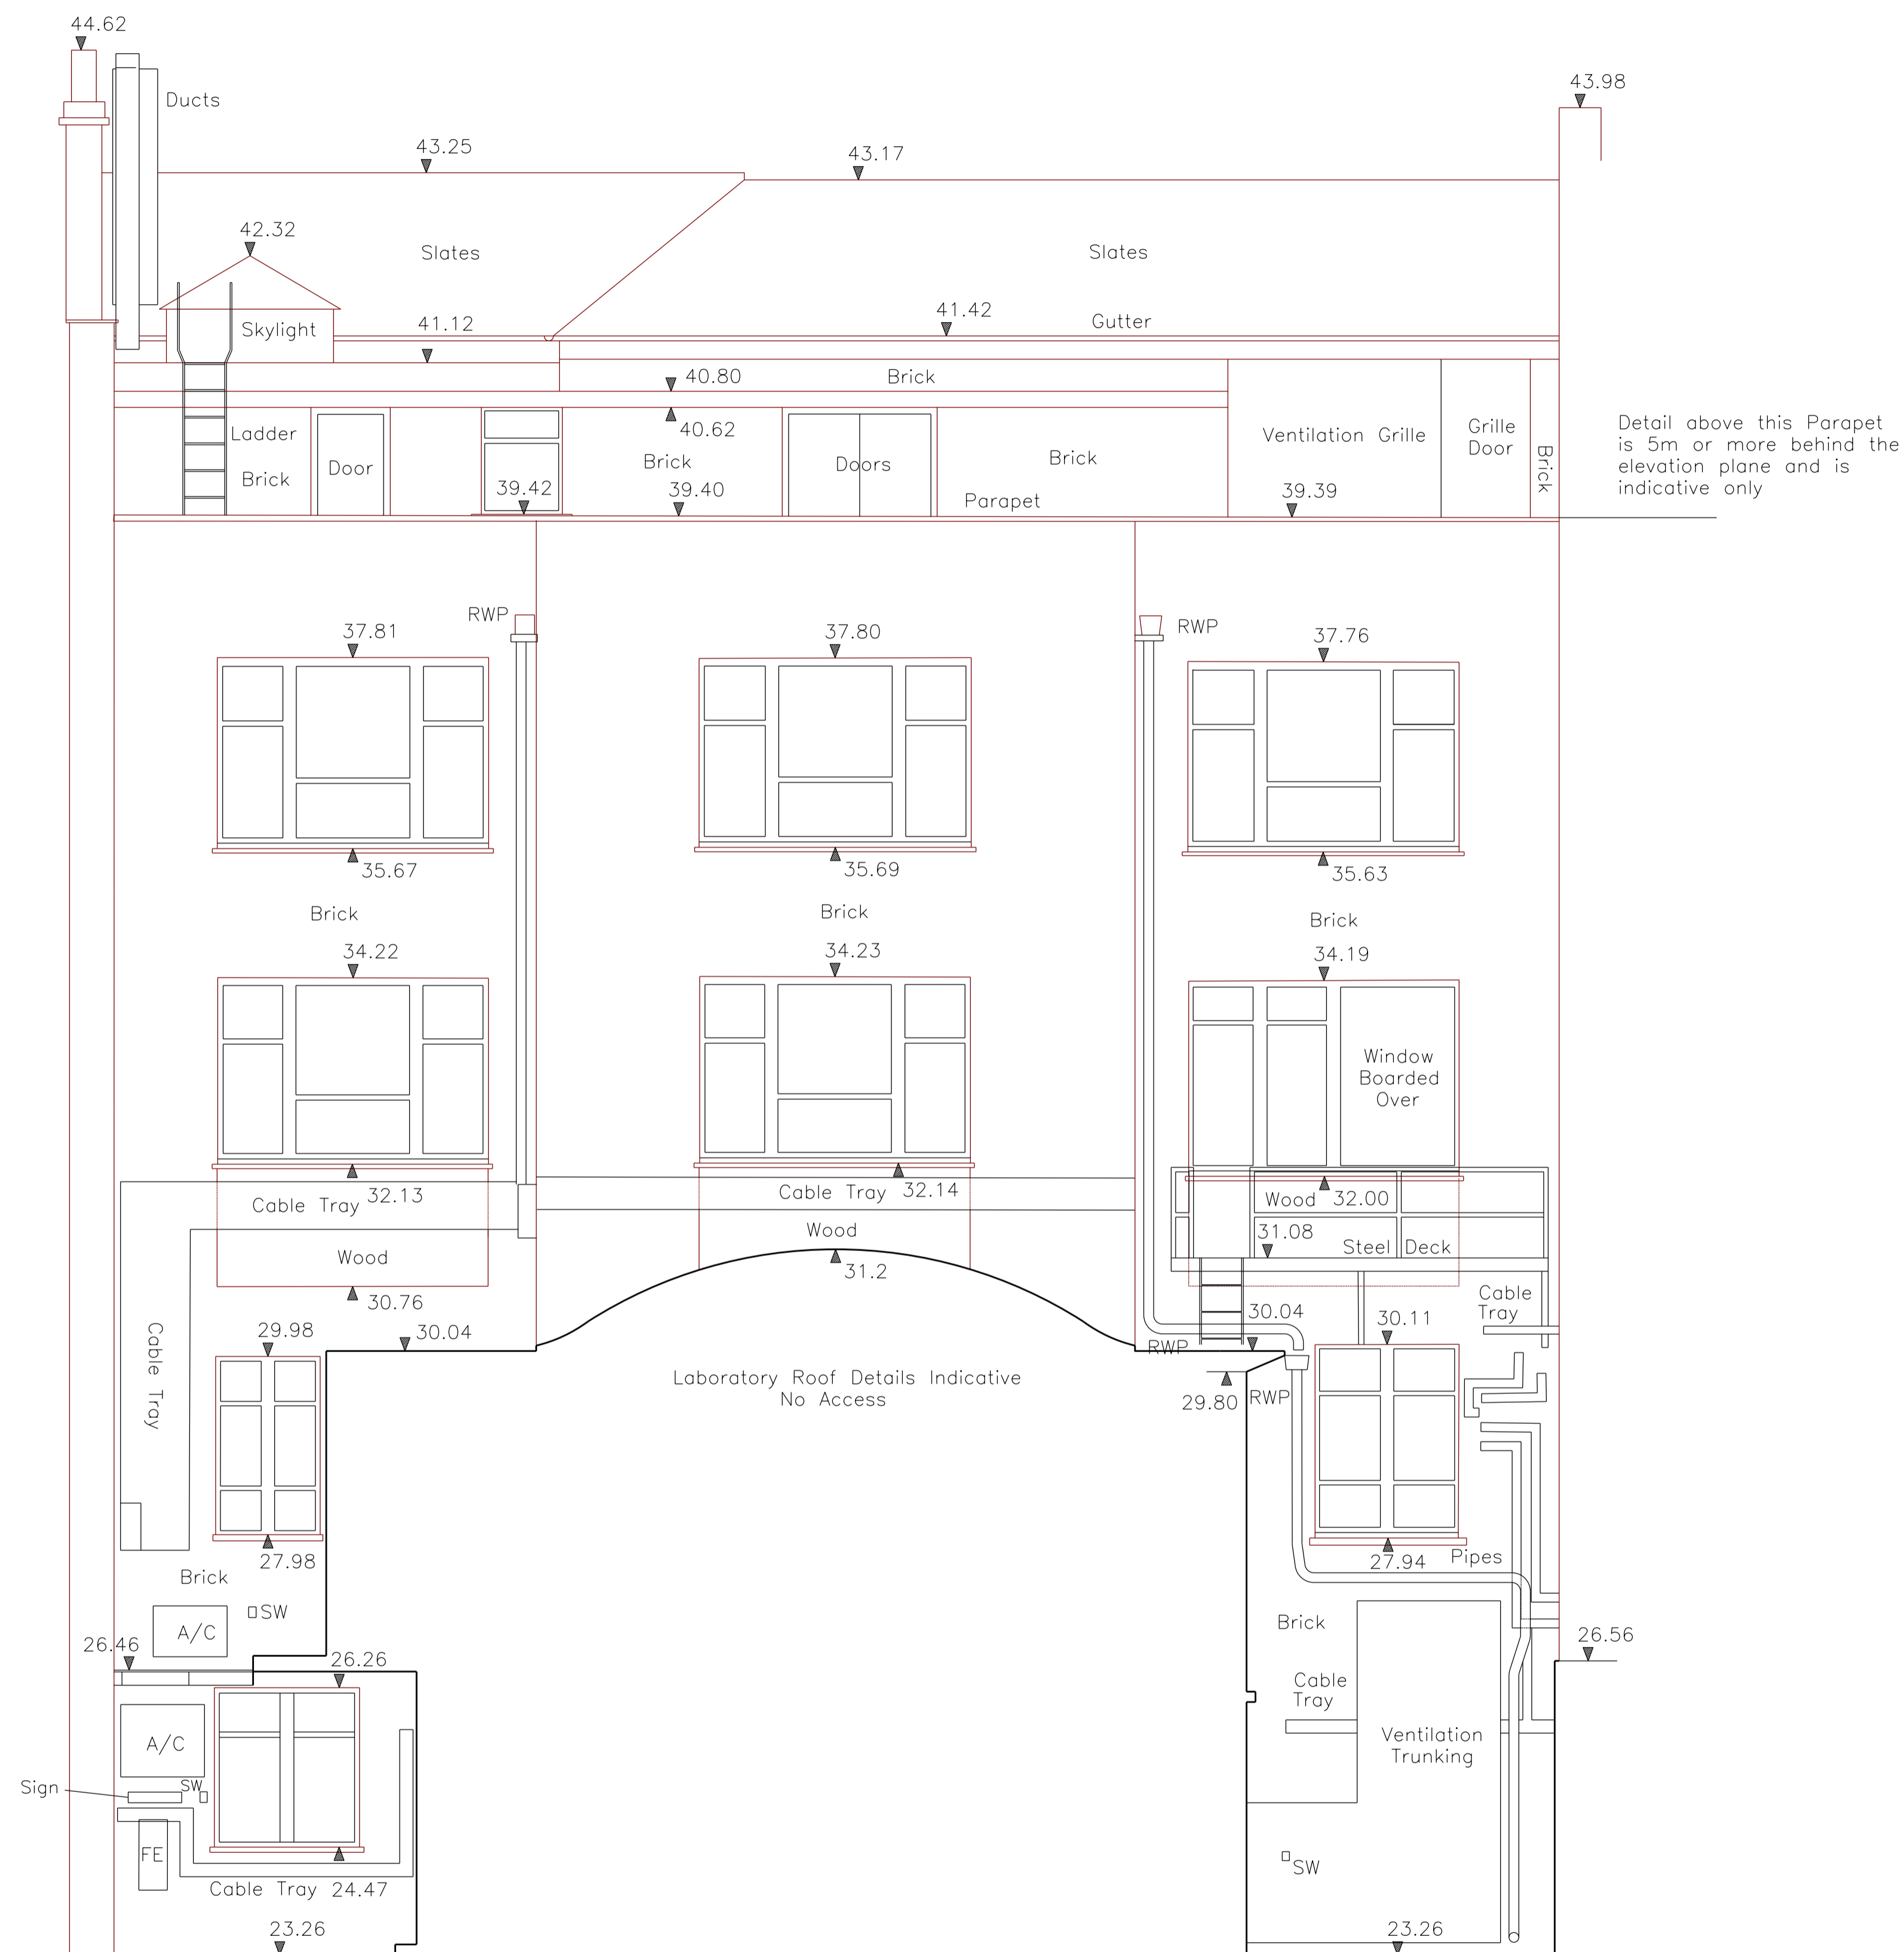 44.62
Ducts
43.98
43.25
43.17
42.32
Slates
Slates
Skylight
41.12
41.42
Gutter
40.80
Brick
40.62
Ladder
Brick
Door
Brick
Doors
Brick
Ventilation Grille
Grille
Door
Brick
Detail above this Parapet
is 5m or more behind the
elevation plane and is
indicative only
39.42
39.40
Parapet
39.39
RWP
RWP
37.81
37.80
37.76
35.67
35.69
35.63
Brick
Brick
Brick
34.22
34.23
34.19
Window
Boarded
Over
Cable Tray
32.13
Cable Tray
32.14
Wood
32.00
31.08
Steel Deck
Wood
Wood
31.2
30.76
Cable
Tray
30.04
30.11
29.98
30.04
RWP
Cable Tray
Laboratory Roof Details Indicative
No Access
29.80
RWP
27.98
27.94
Pipes
Brick
SW
A/C
Brick
26.46
26.26
26.56
Cable
Tray
A/C
Ventilation
Trunking
Sign
SW
FE
SW
Cable Tray
24.47
23.26
23.26